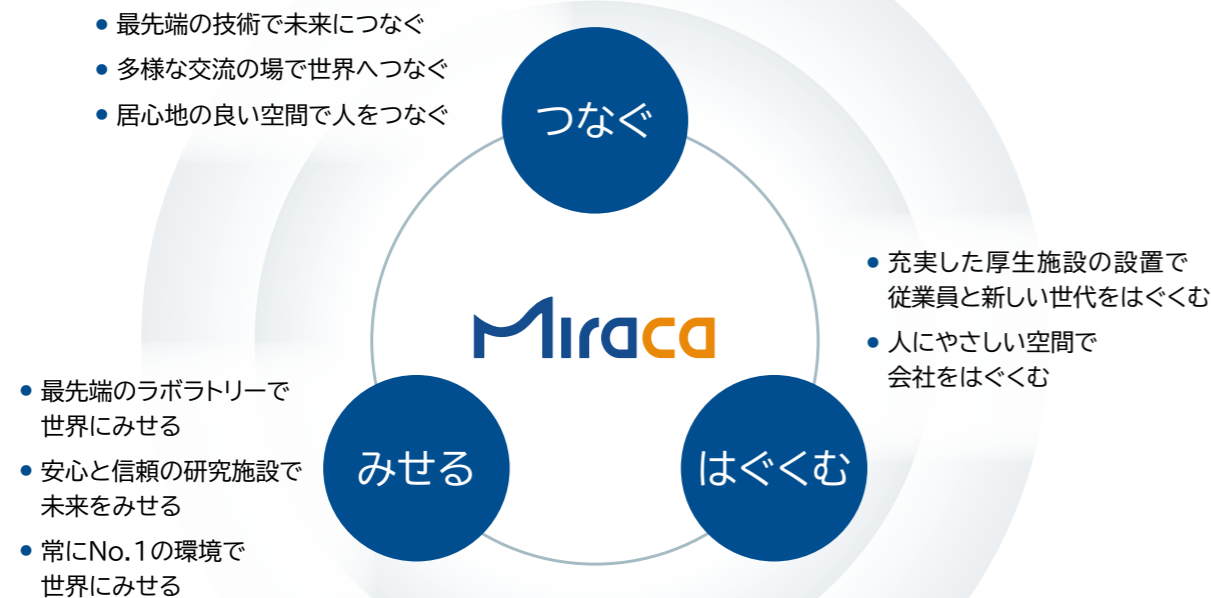 • 最先端の技術で未来につなぐ
• 多様な交流の場で世界へつなぐ
• 居心地の良い空間で人をつなぐ
つなぐ
• 充実した厚生施設の設置で
従業員と新しい世代をはぐくむ
• 人にやさしい空間で
会社をはぐくむ
Miraca
• 最先端のラボラトリーで
世界にみせる
• 安心と信頼の研究施設で
未来をみせる
• 常にNo.1の環境で
世界にみせる
みせる
はぐくむ